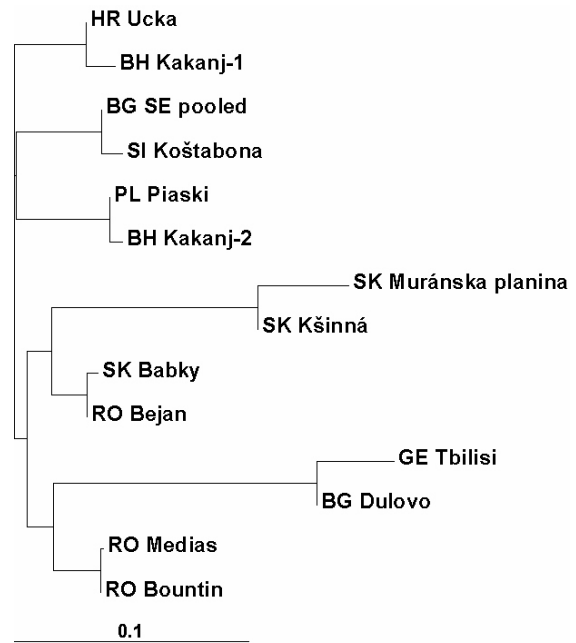 HR Ucka
BH Kakanj-1
BG SE pooled
SI Koštabona
PL Piaski
BH Kakanj-2
SK Muránska planina
SK Kšinná
SK Babky
RO Bejan
GE Tbilisi
BG Dulovo
RO Medias
RO Bountin
0.1